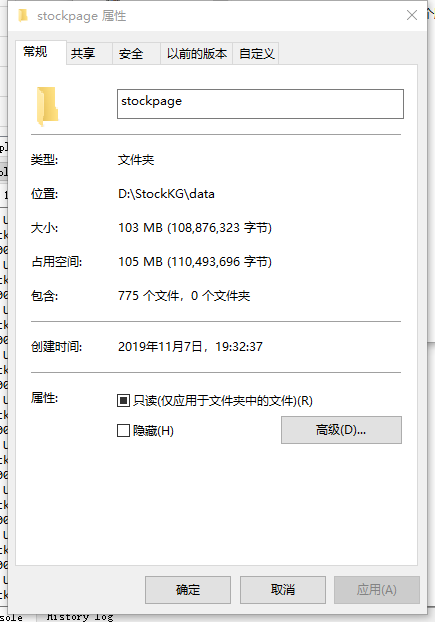 stockpage 属性
常规 共享 安全 以前的版本 自定义
stockpage
类型: 文件夹
位置: D:\StockKG\data
大小: 103 MB (108,876,323 字节)
占用空间: 105 MB (110,493,696 字节)
包含: 775 个文件，0 个文件夹
创建时间: 2019年11月7日，19:32:37
属性: 只读(仅应用于文件夹中的文件)(R)
隐藏(H) 高级(D)...
确定 取消 应用(A)
History log